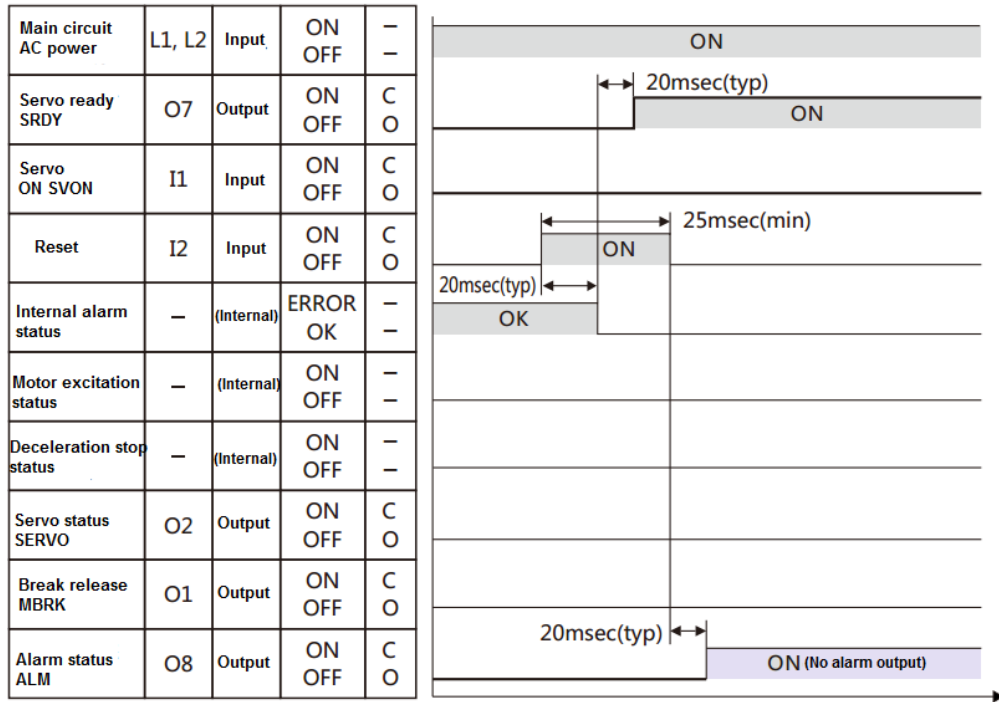 Main circuit
AC power
L1, L2
Input
ON
OFF
–
–
ON
Servo ready
SRDY
O7
Output
ON
OFF
C
O
20msec(typ)
ON
Servo
ON SVON
I1
Input
ON
OFF
C
O
Reset
I2
Input
ON
OFF
C
O
25msec(min)
ON
20msec(typ)
Internal alarm
status
–
(Internal)
ERROR
OK
–
–
OK
Motor excitation
status
–
(Internal)
ON
OFF
–
–
Deceleration stop
status
–
(Internal)
ON
OFF
–
–
Servo status
SERVO
O2
Output
ON
OFF
C
O
Break release
MBRK
O1
Output
ON
OFF
C
O
Alarm status
ALM
O8
Output
ON
OFF
C
O
20msec(typ)
ON (No alarm output)